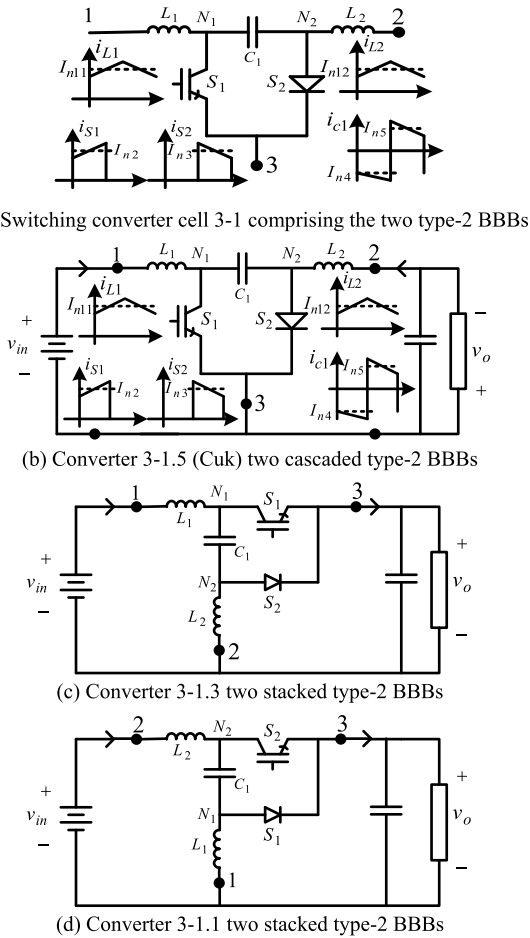 1 L1 N1 N2 L2 2
C1
iL1 In11 S1 S2 iL2 In12
iS1 In2 iS2 In3 3 ic1 In5 In4
Switching converter cell 3-1 comprising the two type-2 BBBs
1 L1 N1 N2 L2 2
C1
+ vin − iL1 In11 S1 S2 iL2 In12 − vo +
iS1 In2 iS2 In3 3 ic1 In5 In4
(b) Converter 3-1.5 (Cuk) two cascaded type-2 BBBs
1 L1 N1 S1 3
C1
+ vin − N2 S2 + vo −
L2
2
(c) Converter 3-1.3 two stacked type-2 BBBs
2 L2 N2 S2 3
C1
+ vin − N1 S1 + vo −
L1
1
(d) Converter 3-1.1 two stacked type-2 BBBs